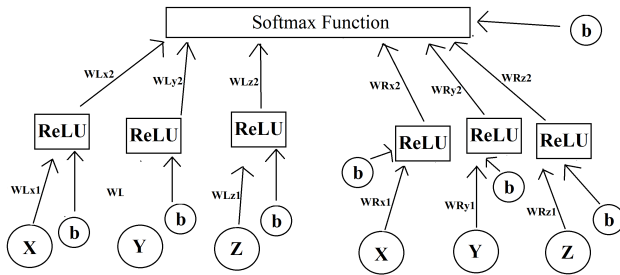 Softmax Function
b
WLx2
WLy2
WLz2
WRx2
WRy2
WRz2
ReLU
ReLU
ReLU
ReLU
ReLU
ReLU
b
b
WLx1
WL
WLz1
WRx1
WRy1
WRz1
b
b
b
b
X
Y
Z
X
Y
Z